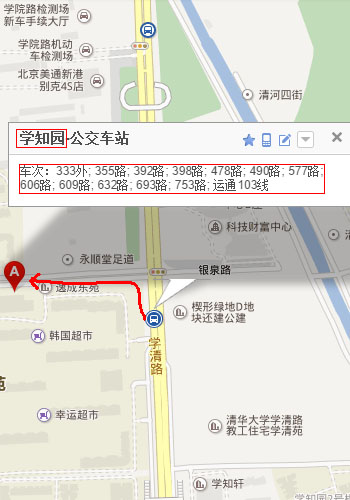 学院路检测场
新车手续大厅
学院路机动
车检测场
北京美通新港
别克4S店
清河四街
学知园-公交车站
车次: 333外; 355路; 392路; 398路; 478路; 490路; 577路;
606路; 609路; 632路; 693路; 753路; 运通103线
科技财富中心
永顺堂足道
银泉路
A
逸成东苑
楔形绿地D地
块还建公建
学清路
韩国超市
苑
幸运超市
清华大学学清路
教工住宅学清苑
学知轩